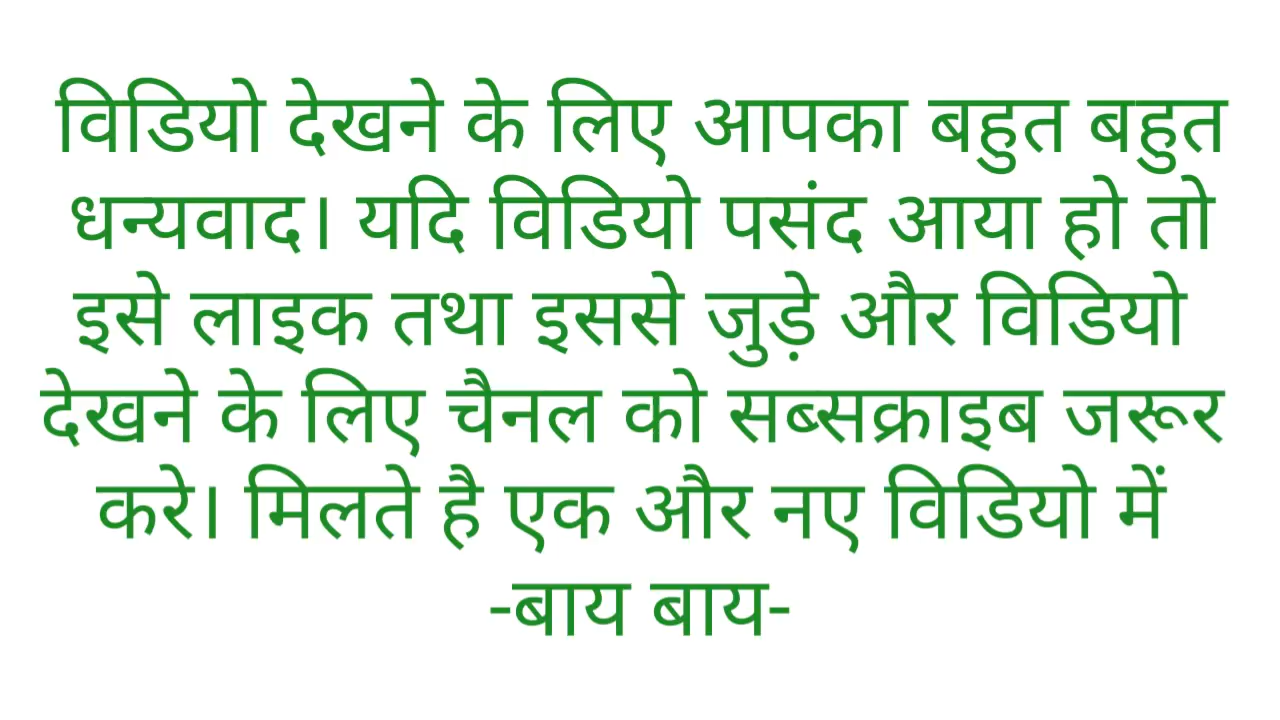 विडियो देखने के लिए आपका बहुत बहुत
धन्यवाद। यदि विडियो पसंद आया हो तो
इसे लाइक तथा इससे जुड़े और विडियो
देखने के लिए चैनल को सब्सक्राइब जरूर
करे। मिलते है एक और नए विडियो में
-बाय बाय-